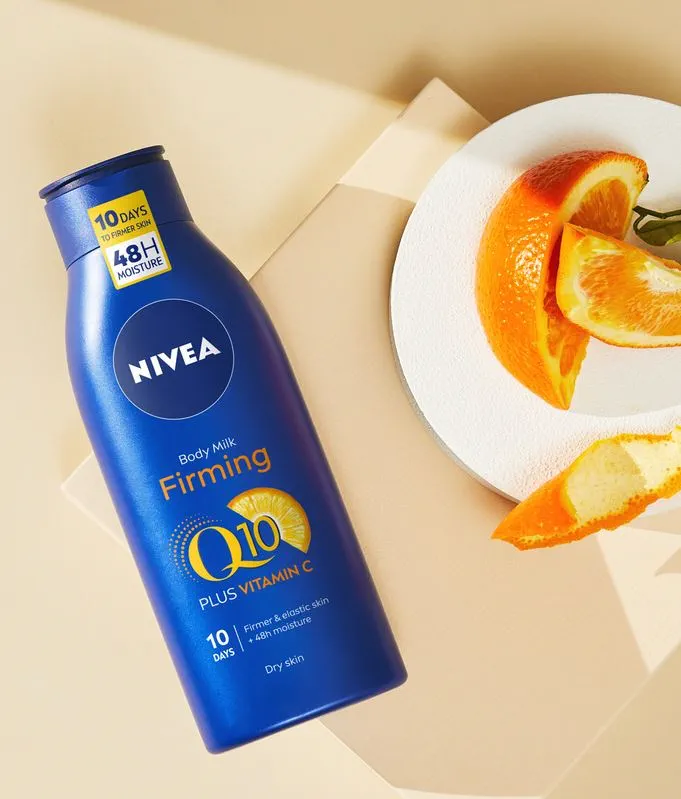 10 DAYS
TO FIRMER SKIN
48H
MOISTURE
NIVEA
Body Milk
Firming
Q10
PLUS VITAMIN C
10
DAYS
Firmer & elastic skin
+ 48h moisture
Dry skin